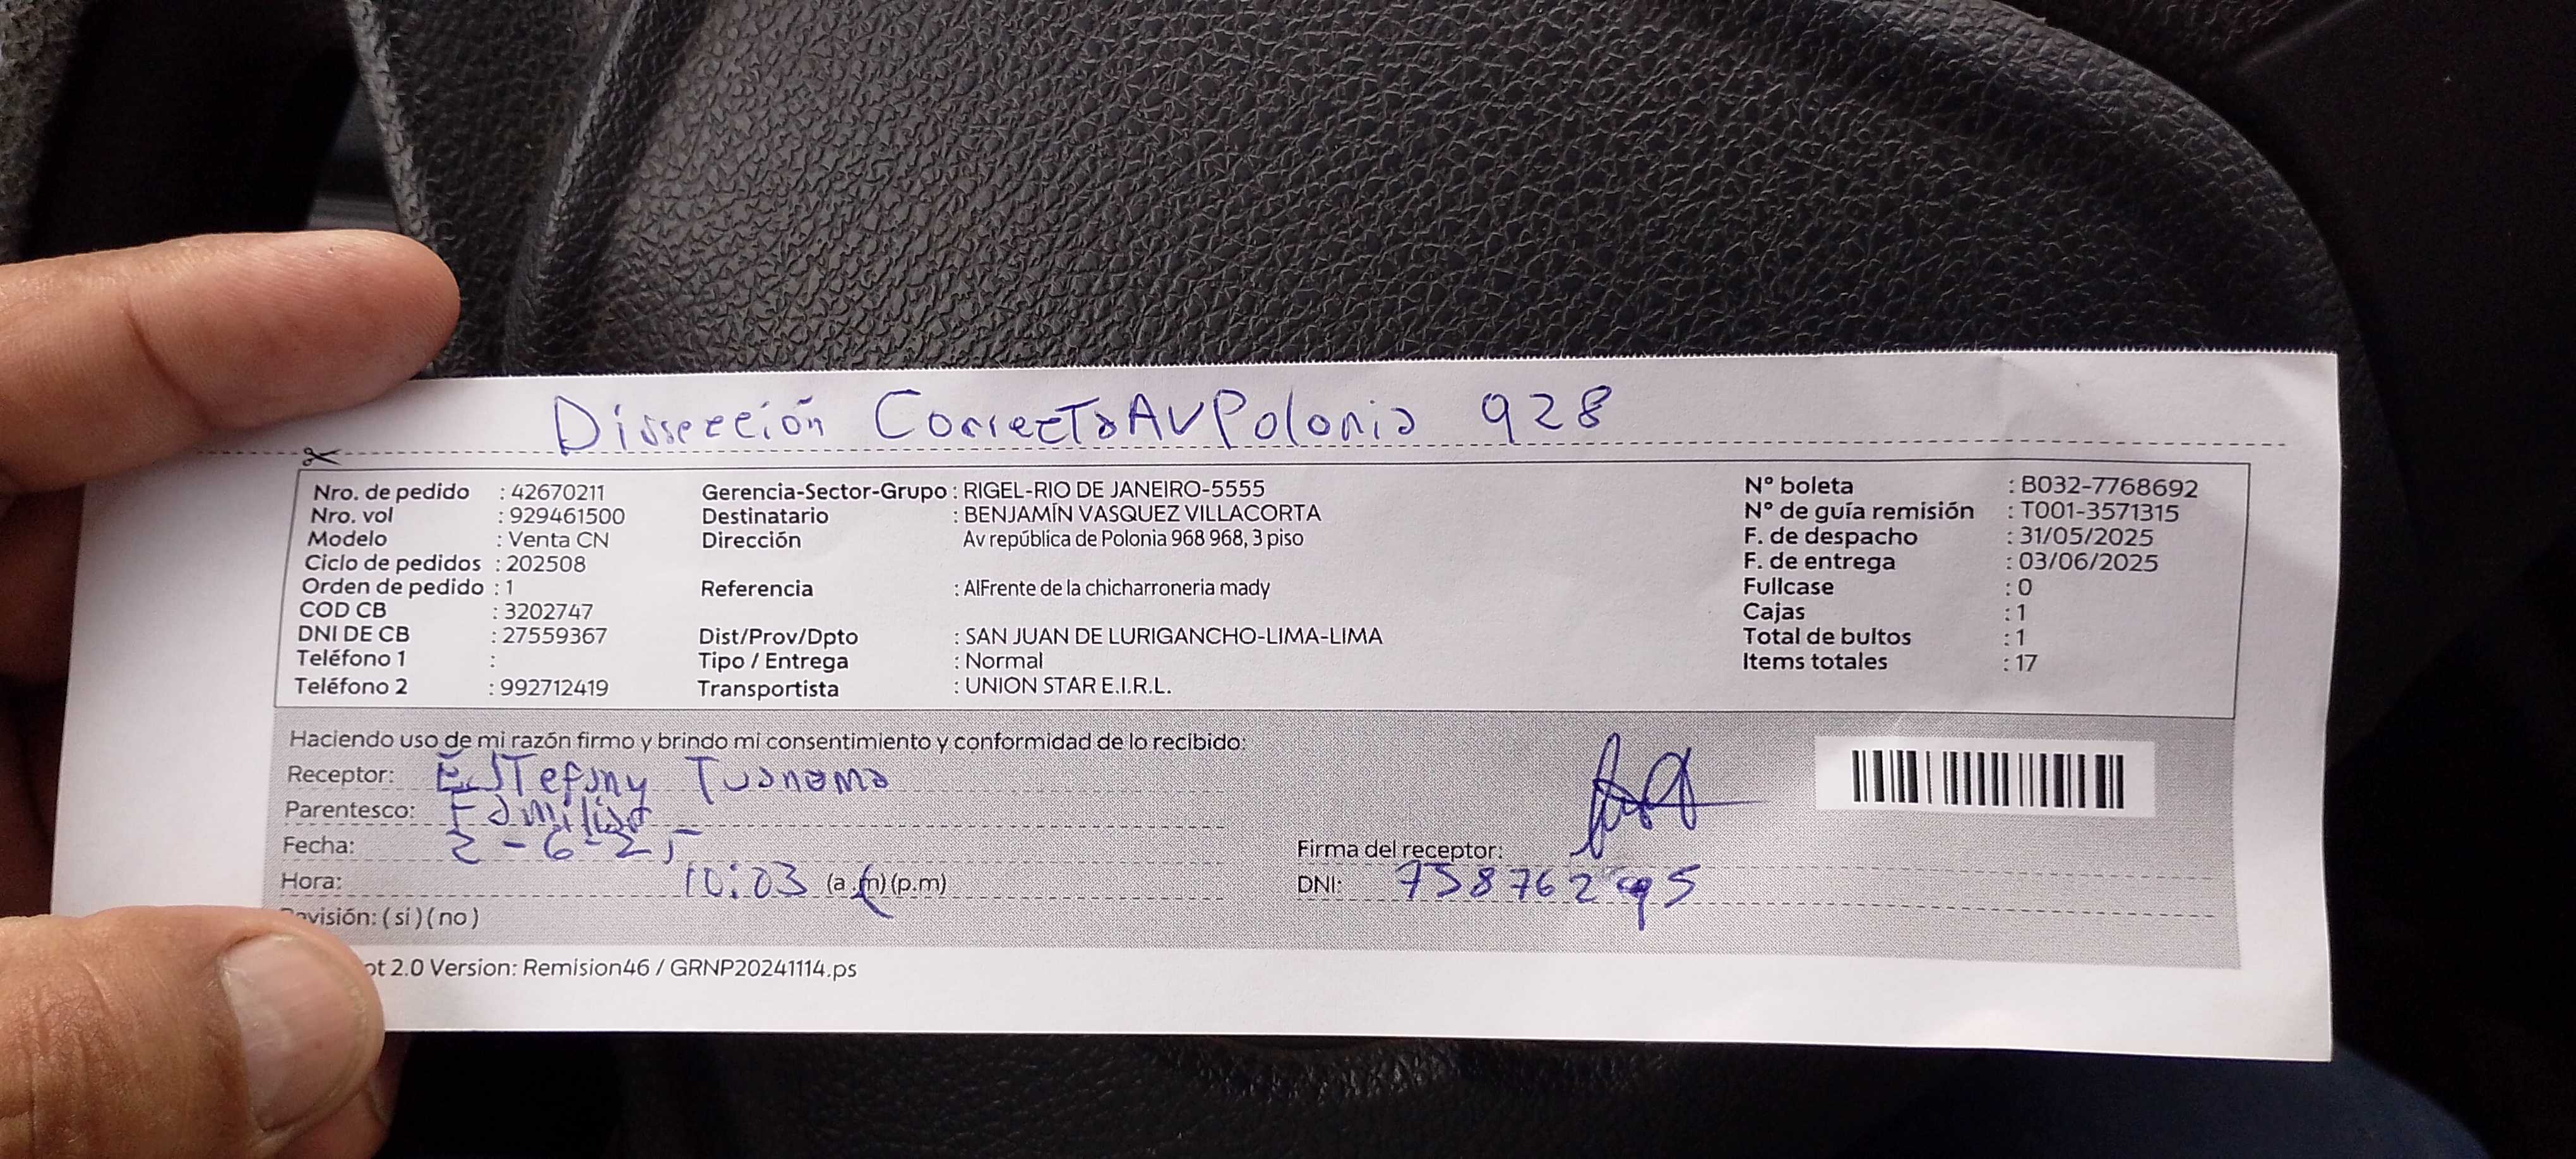 Dissección Correcta AV Polonia 928
Nro. de pedido : 42670211
Nro. vol : 929461500
Modelo : Venta CN
Ciclo de pedidos : 202508
Orden de pedido : 1
COD CB : 3202747
DNI DE CB : 27559367
Teléfono 1 :
Teléfono 2 : 992712419
Gerencia-Sector-Grupo : RIGEL-RIO DE JANEIRO-5555
Destinatario : BENJAMÍN VASQUEZ VILLACORTA
Dirección Av república de Polonia 968 968, 3 piso
Referencia : AlFrente de la chicharroneria mady
Dist/Prov/Dpto : SAN JUAN DE LURIGANCHO-LIMA-LIMA
Tipo / Entrega : Normal
Transportista : UNION STAR E.I.R.L.
N° boleta : B032-7768692
N° de guía remisión : T001-3571315
F. de despacho : 31/05/2025
F. de entrega : 03/06/2025
Fullcase : 0
Cajas : 1
Total de bultos : 1
Items totales : 17
Haciendo uso de mi razón firmo y brindo mi consentimiento y conformidad de lo recibido:
Receptor: Estefany Tuanama
Parentesco: Familia
Fecha: 2-6-25
Hora: 10:03 (a.m) (p.m)
Revisión: ( si ) ( no )
Firma del receptor:
DNI: 75876295
2.0 Version: Remision46 / GRNP20241114.ps